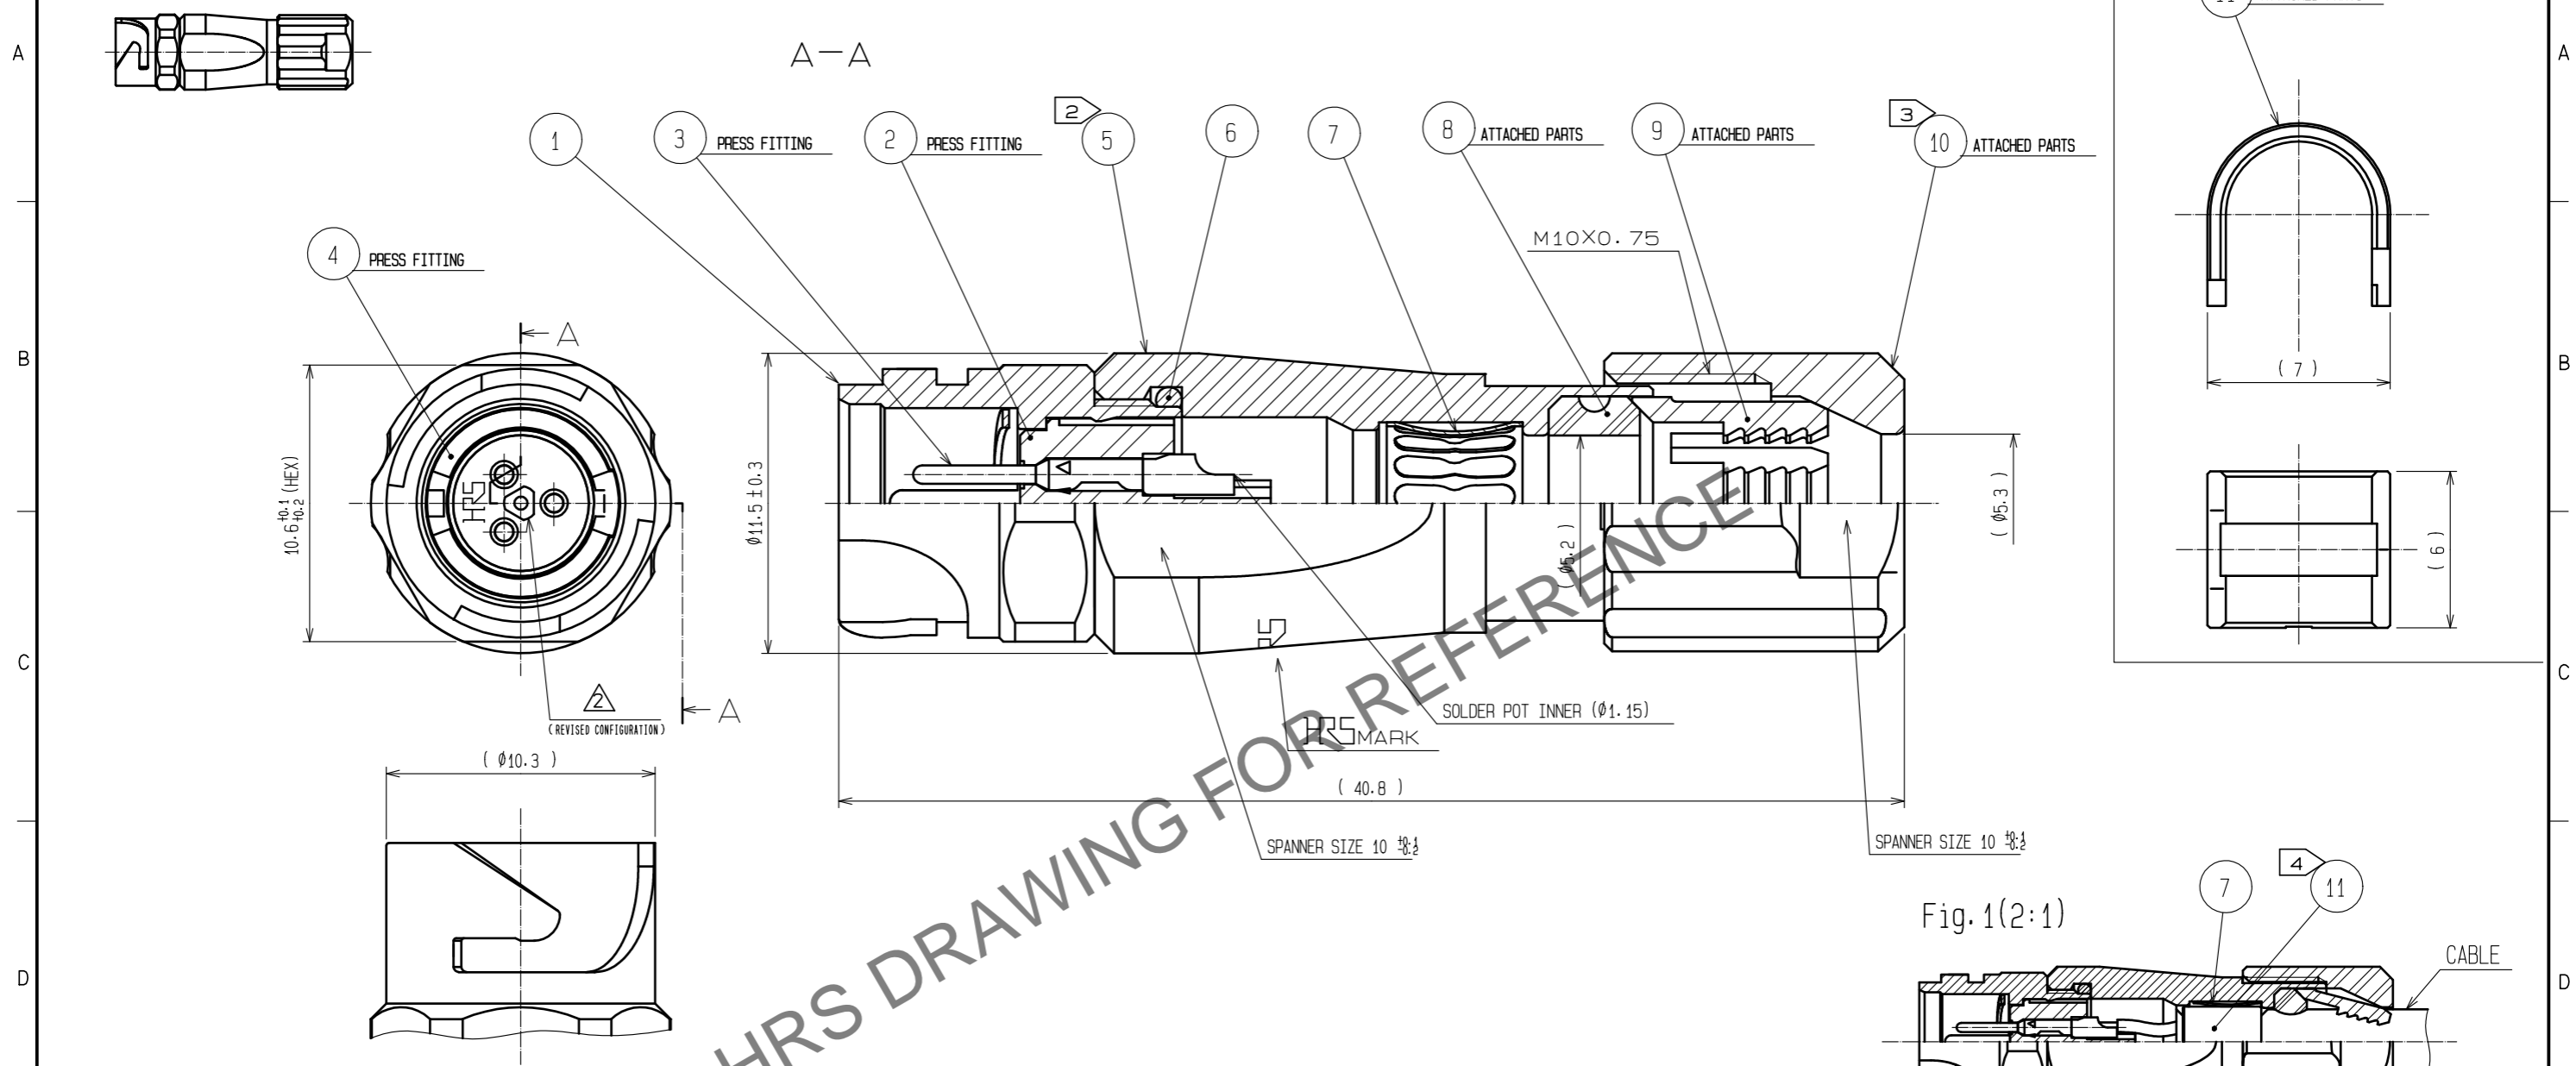 A
A
A—A
1
3 PRESS FITTING
2 PRESS FITTING
2
5
6
7
8 ATTACHED PARTS
9 ATTACHED PARTS
3
10 ATTACHED PARTS
11
4 PRESS FITTING
M10X0.75
B
B
A
10.6 +0.1 (HEX)
HRS
Ø11.5±0.3
(Ø5.2)
(Ø5.3)
(7)
(6)
C
C
2
(REVISED CONFIGURATION)
A
SOLDER POT INNER (Ø1.15)
HRS MARK
(Ø10.3)
(40.8)
SPANNER SIZE 10
SPANNER SIZE 10
7
4
11
Fig.1(2:1)
CABLE
D
D
HRS DRAWING FOR REFERENCE